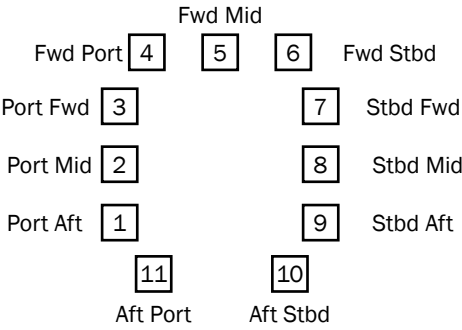 Fwd Mid
Fwd Port 4 5 6 Fwd Stbd
Port Fwd 3 7 Stbd Fwd
Port Mid 2 8 Stbd Mid
Port Aft 1 9 Stbd Aft
11 10
Aft Port Aft Stbd